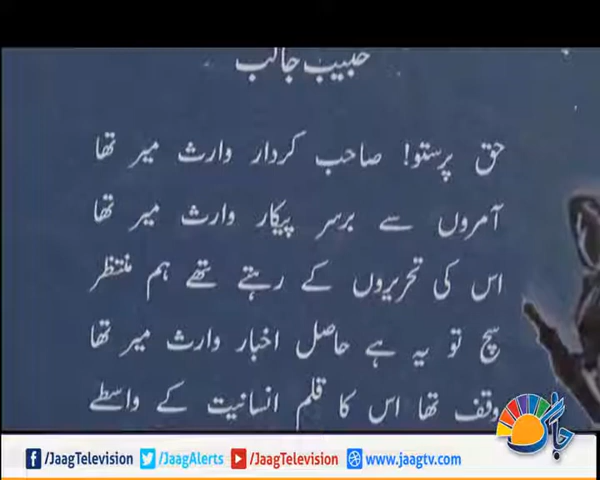 حبیب جالب
حق پرستو! صاحب کردار وارث میر تھا
آمروں سے برسر پیکار وارث میر تھا
اس کی تحریروں کے رہتے تھے ہم منتظر
سچ تو یہ ہے حاصل اخبار وارث میر تھا
وقف تھا اس کا قلم انسانیت کے واسطے
جاگ
/JaagTelevision /JaagAlerts /JaagTelevision www.jaagtv.com